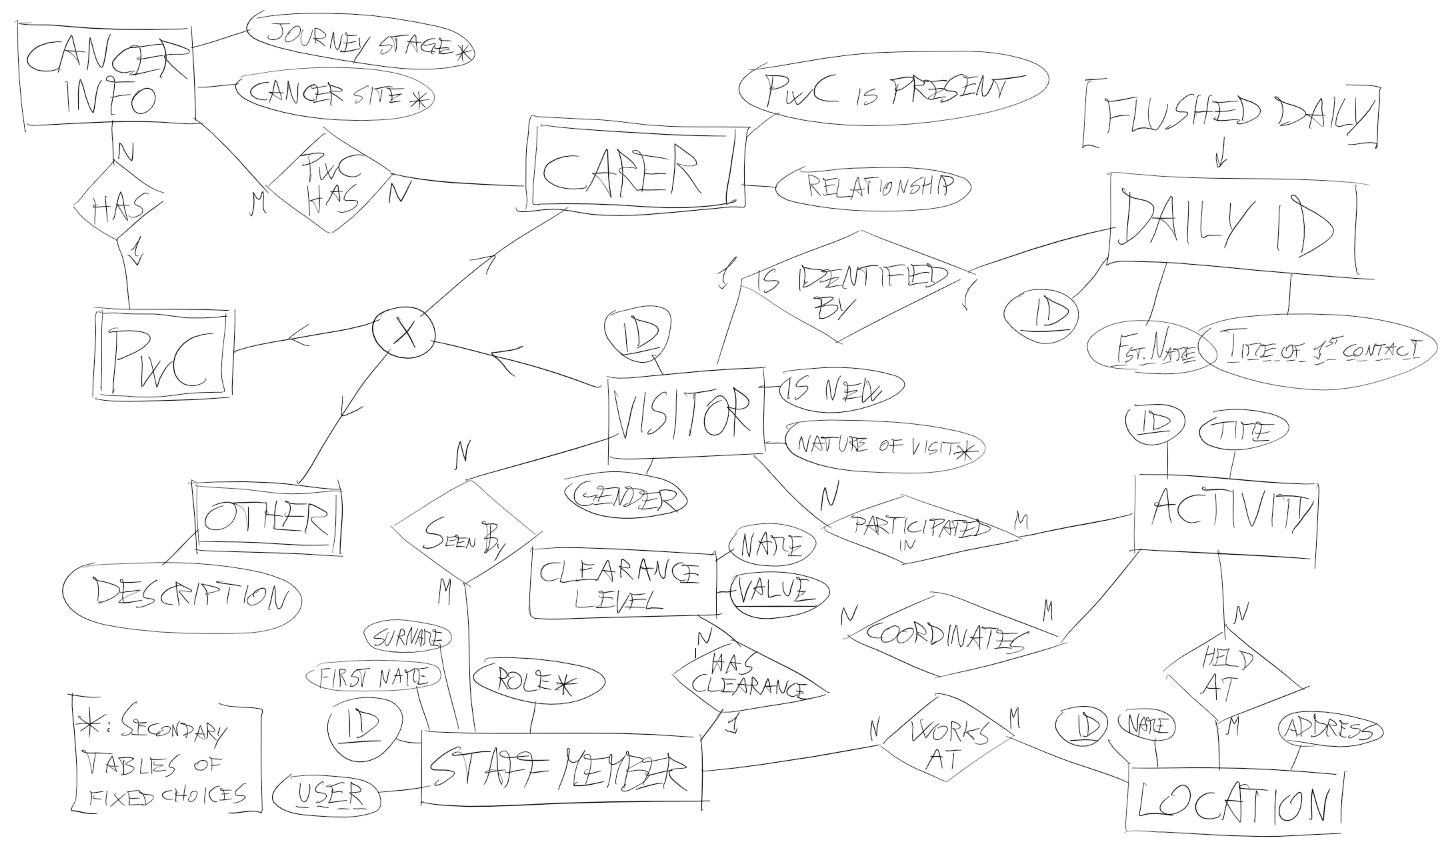 CANCER
INFO
JOURNEY STAGE*
CANCER SITE *
N
HAS
1
M
PwC
HAS
N
CARER
PwC IS PRESENT
RELATIONSHIP
[FLUSHED DAILY]
DAILY ID
ID
EST. NAME
TIME OF 1ST CONTACT
1
IS IDENTIFIED
BY
1
PwC
X
ID
VISITOR
IS NEW
NATURE OF VISIT*
GENDER
OTHER
DESCRIPTION
N
SEEN BY
M
N
PARTICIPATED
IN
M
ID
TIME
ACTIVITY
CLEARANCE
LEVEL
NAME
VALUE
N
HAS
CLEARANCE
1
N
COORDINATES
M
N
HELD
AT
M
SURNAME
FIRST NAME
ID
USER
ROLE*
STAFF MEMBER
N
WORKS
AT
M
ID
NAME
ADDRESS
LOCATION
*: SECONDARY
TABLES OF
FIXED CHOICES